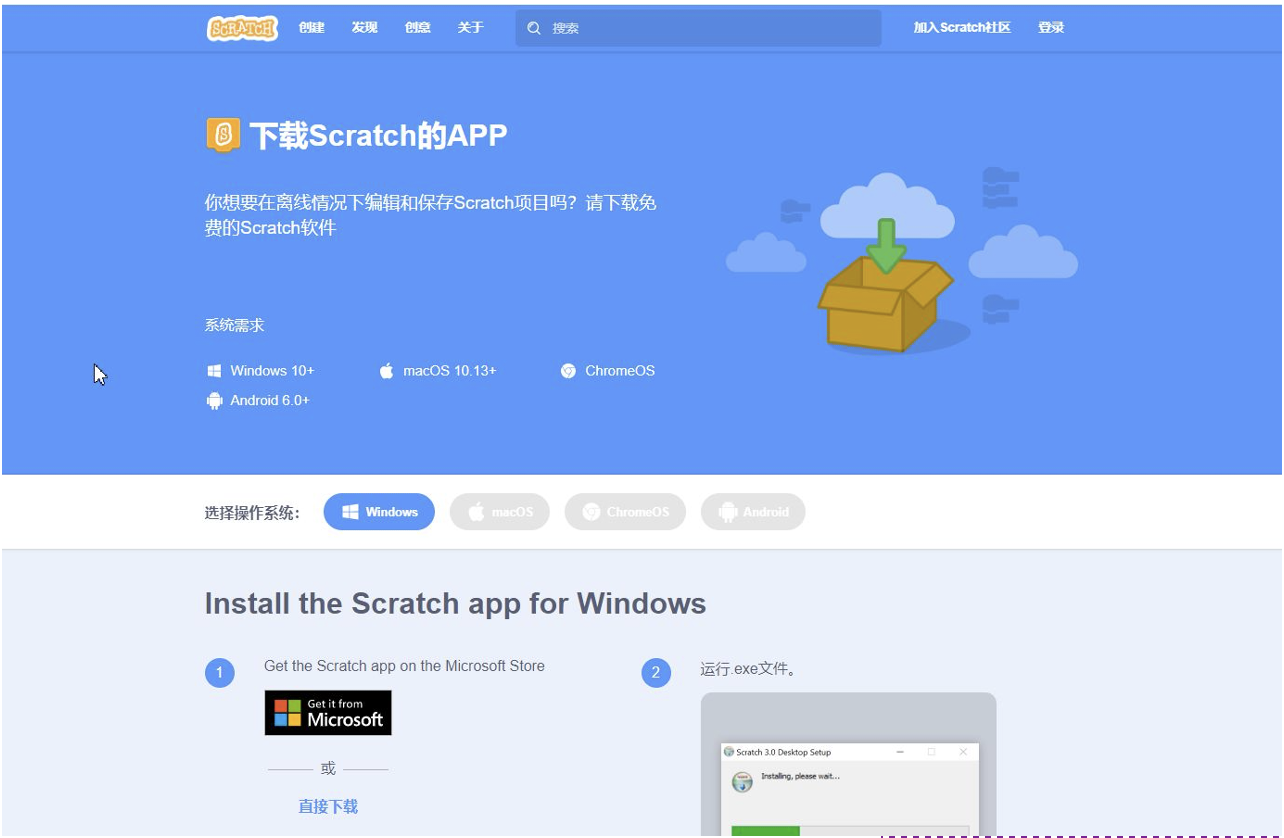 SCRATCH 创建 发现 创意 关于 搜索 加入Scratch社区 登录
下载Scratch的APP
你想要在离线情况下编辑和保存Scratch项目吗？请下载免
费的Scratch软件
系统需求
Windows 10+ macOS 10.13+ ChromeOS
Android 6.0+
选择操作系统： Windows macOS ChromeOS Android
Install the Scratch app for Windows
1 Get the Scratch app on the Microsoft Store
Get it from
Microsoft
或
直接下载
2 运行.exe文件。
Scratch 3.0 Desktop Setup
Installing, please wait...